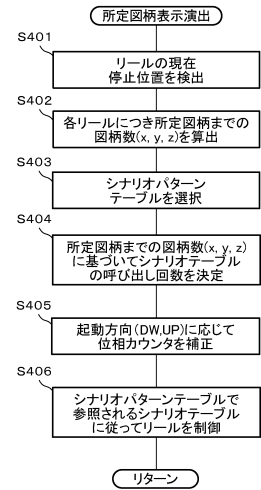 所定図柄表示演出
S401
リールの現在
停止位置を検出
S402
各リールにつき所定図柄までの
図柄数(x, y, z)を算出
S403
シナリオパターン
テーブルを選択
S404
所定図柄までの図柄数(x, y, z)
に基づいてシナリオテーブル
の呼び出し回数を決定
S405
起動方向(DW,UP)に応じて
位相カウンタを補正
S406
シナリオパターンテーブルで
参照されるシナリオテーブル
に従ってリールを制御
リターン